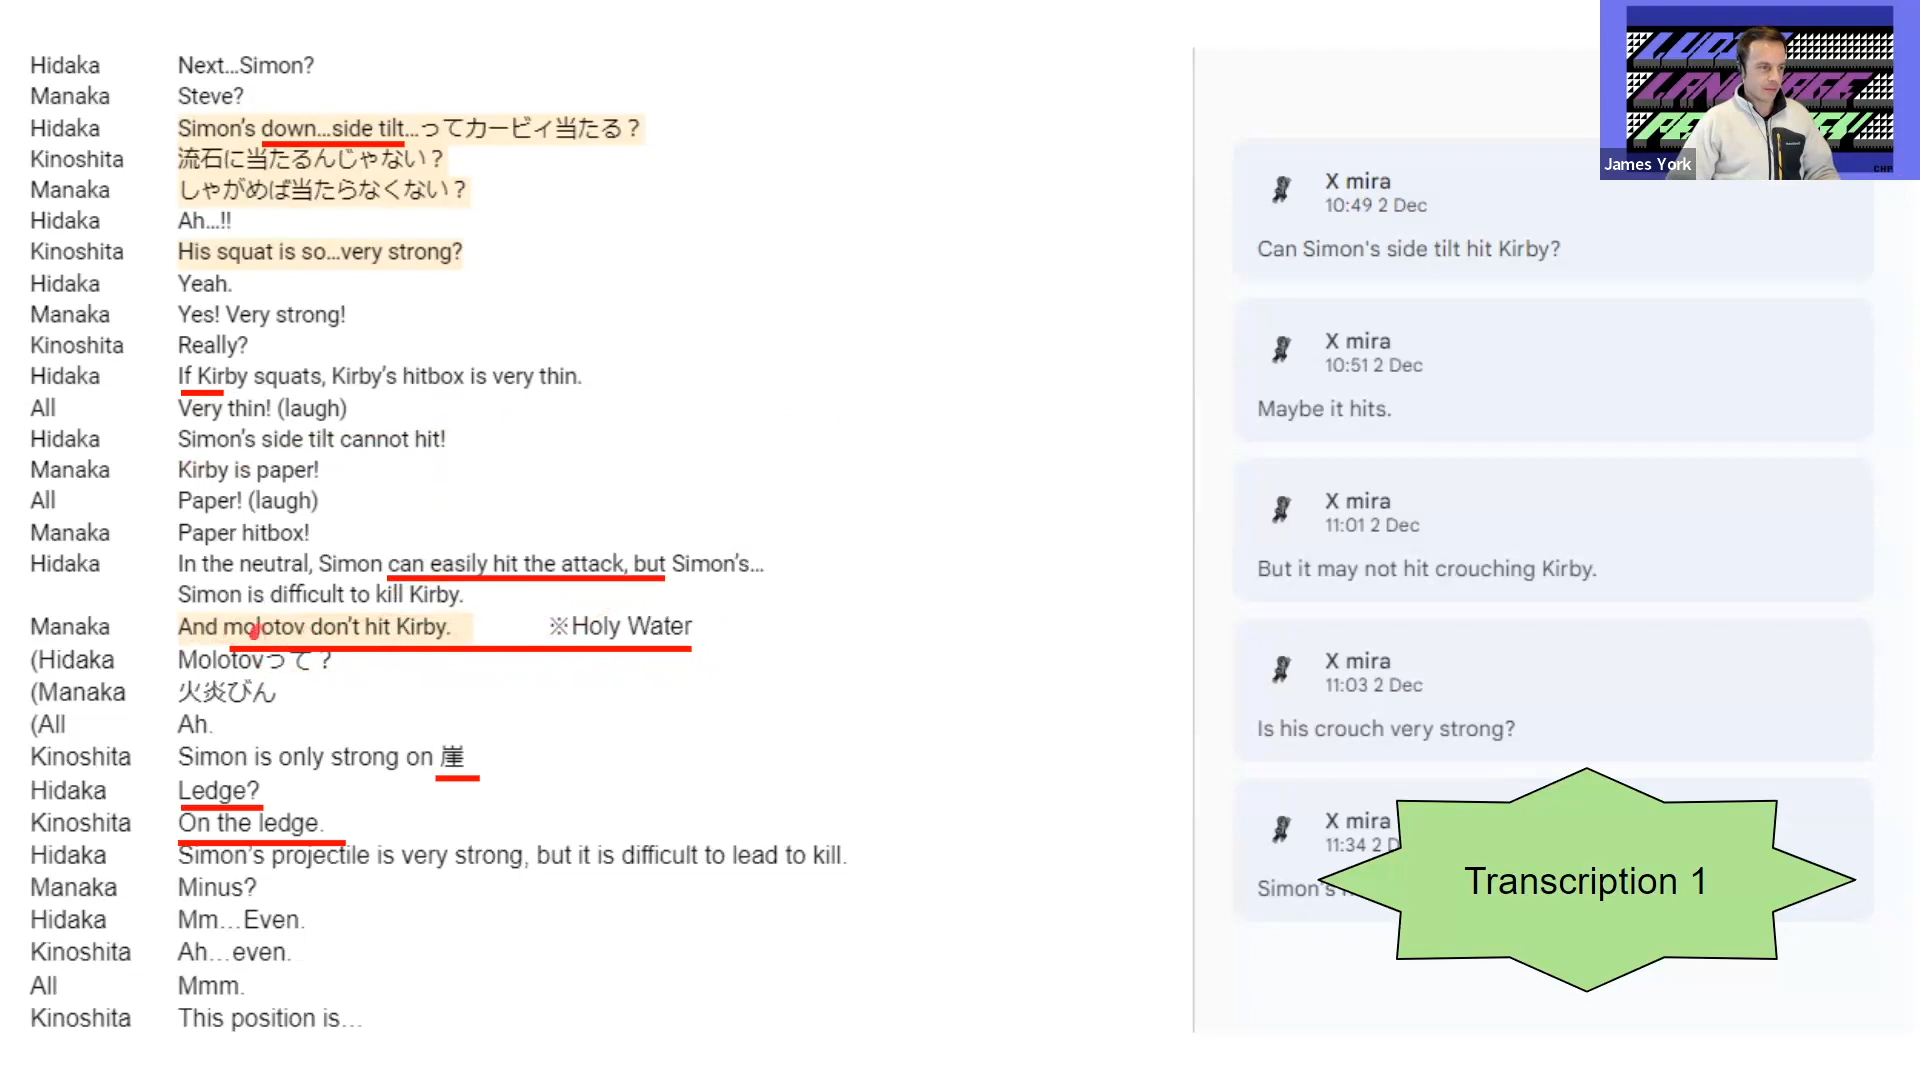 Hidaka Next...Simon?
Manaka Steve?
Hidaka Simon's down...side tilt...ってカービィ当たる？
Kinoshita 流石に当たるんじゃない？
Manaka しゃがめば当たらなくない？
Hidaka Ah...!!
Kinoshita His squat is so...very strong?
Hidaka Yeah.
Manaka Yes! Very strong!
Kinoshita Really?
Hidaka If Kirby squats, Kirby's hitbox is very thin.
All Very thin! (laugh)
Hidaka Simon's side tilt cannot hit!
Manaka Kirby is paper!
All Paper! (laugh)
Manaka Paper hitbox!
Hidaka In the neutral, Simon can easily hit the attack, but Simon's...
Simon is difficult to kill Kirby.
Manaka And molotov don't hit Kirby. ※Holy Water
(Hidaka Molotovって？
(Manaka 火炎びん
(All Ah.
Kinoshita Simon is only strong on 崖
Hidaka Ledge?
Kinoshita On the ledge.
Hidaka Simon's projectile is very strong, but it is difficult to lead to kill.
Manaka Minus?
Hidaka Mm...Even.
Kinoshita Ah...even.
All Mmm.
Kinoshita This position is...
X mira
10:49 2 Dec
Can Simon's side tilt hit Kirby?
X mira
10:51 2 Dec
Maybe it hits.
X mira
11:01 2 Dec
But it may not hit crouching Kirby.
X mira
11:03 2 Dec
Is his crouch very strong?
X mira
11:34 2 D
Simon's
Transcription 1
James York